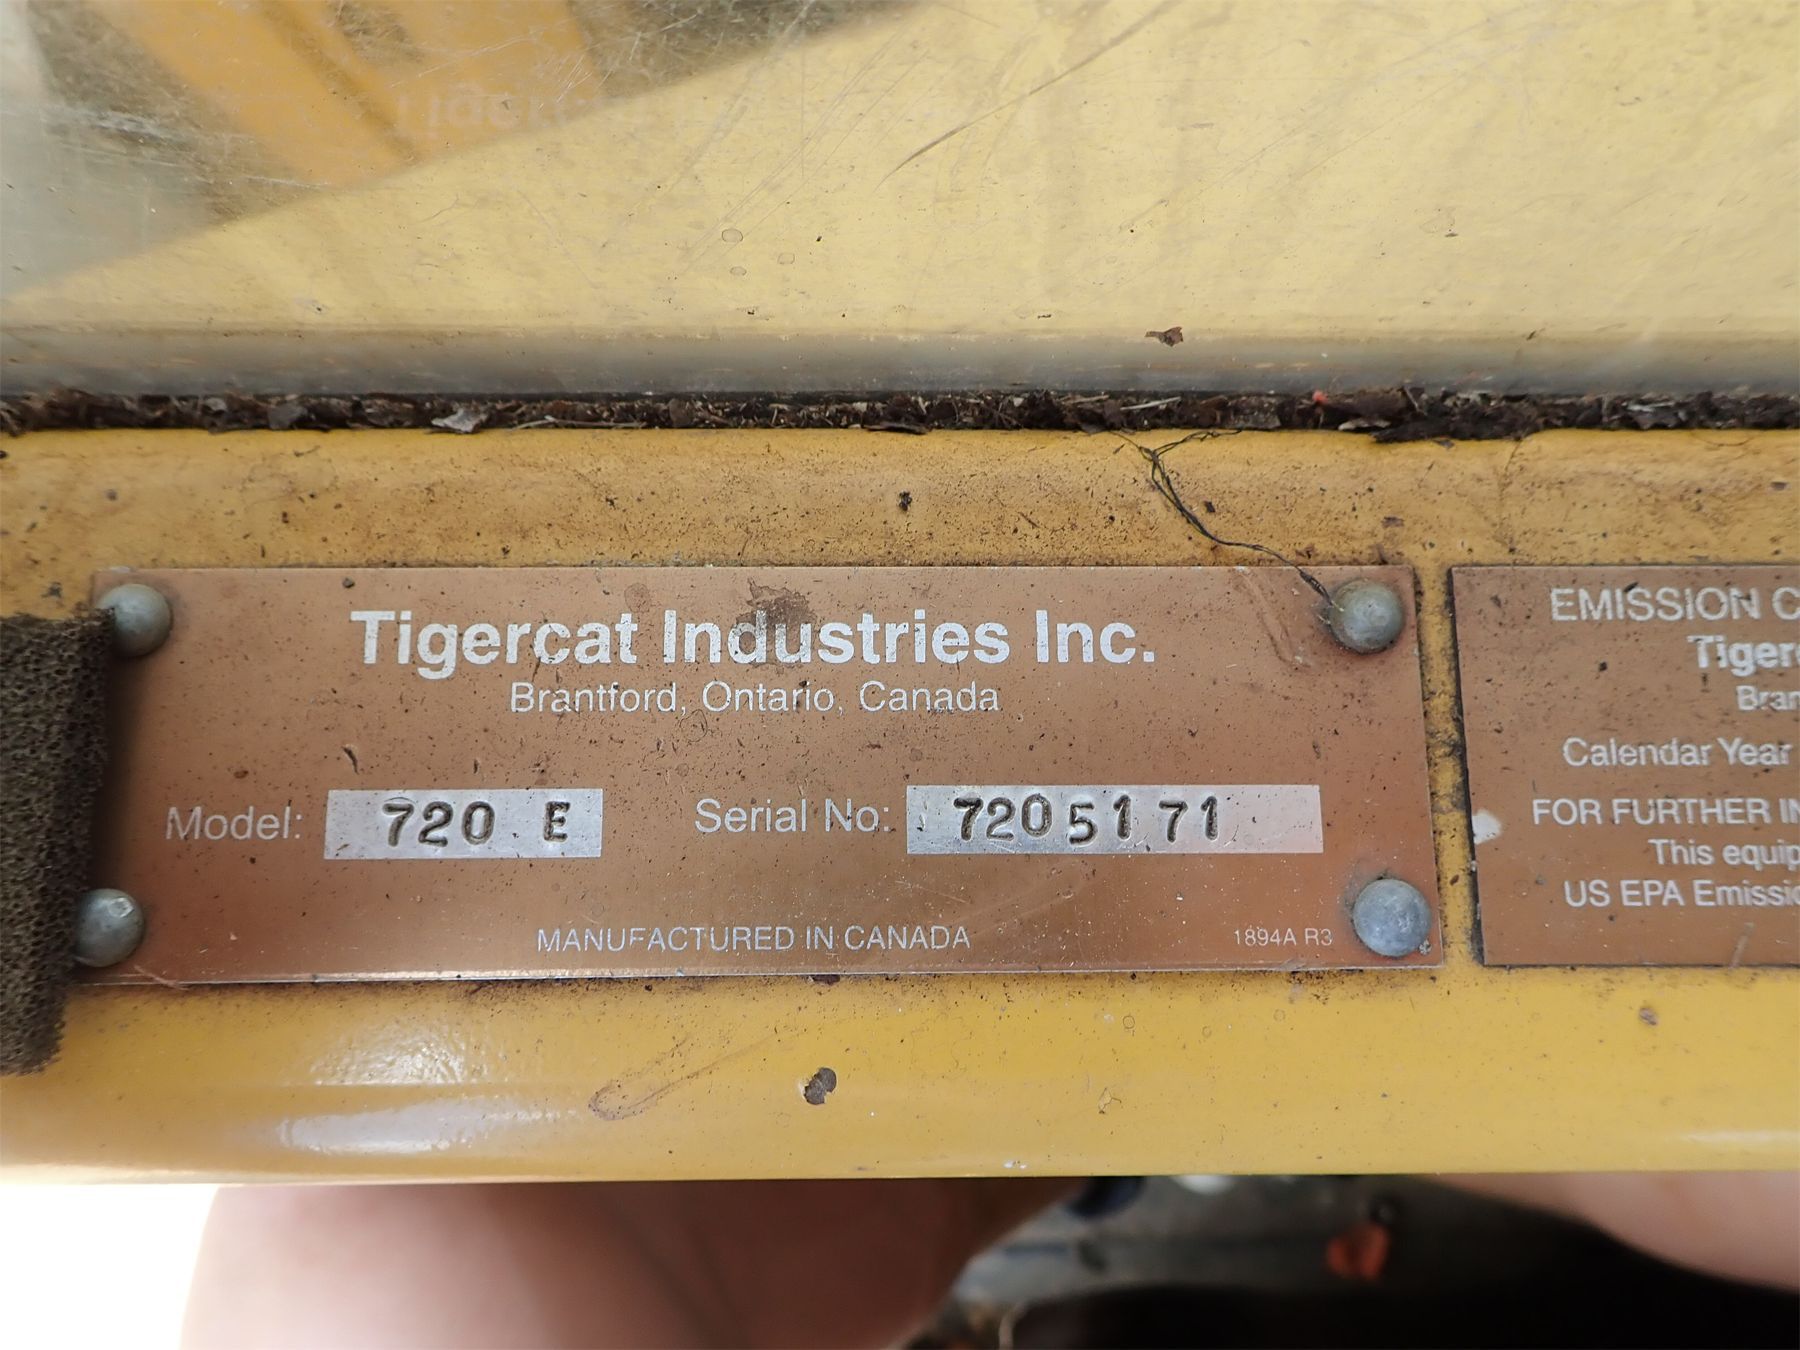 Tigercat Industries Inc.
Brantford, Ontario, Canada
Model: 720 E Serial No: 7205171
MANUFACTURED IN CANADA 1894A R3
EMISSION C
Tigerc
Bran
Calendar Year
FOR FURTHER IN
This equip
US EPA Emissio